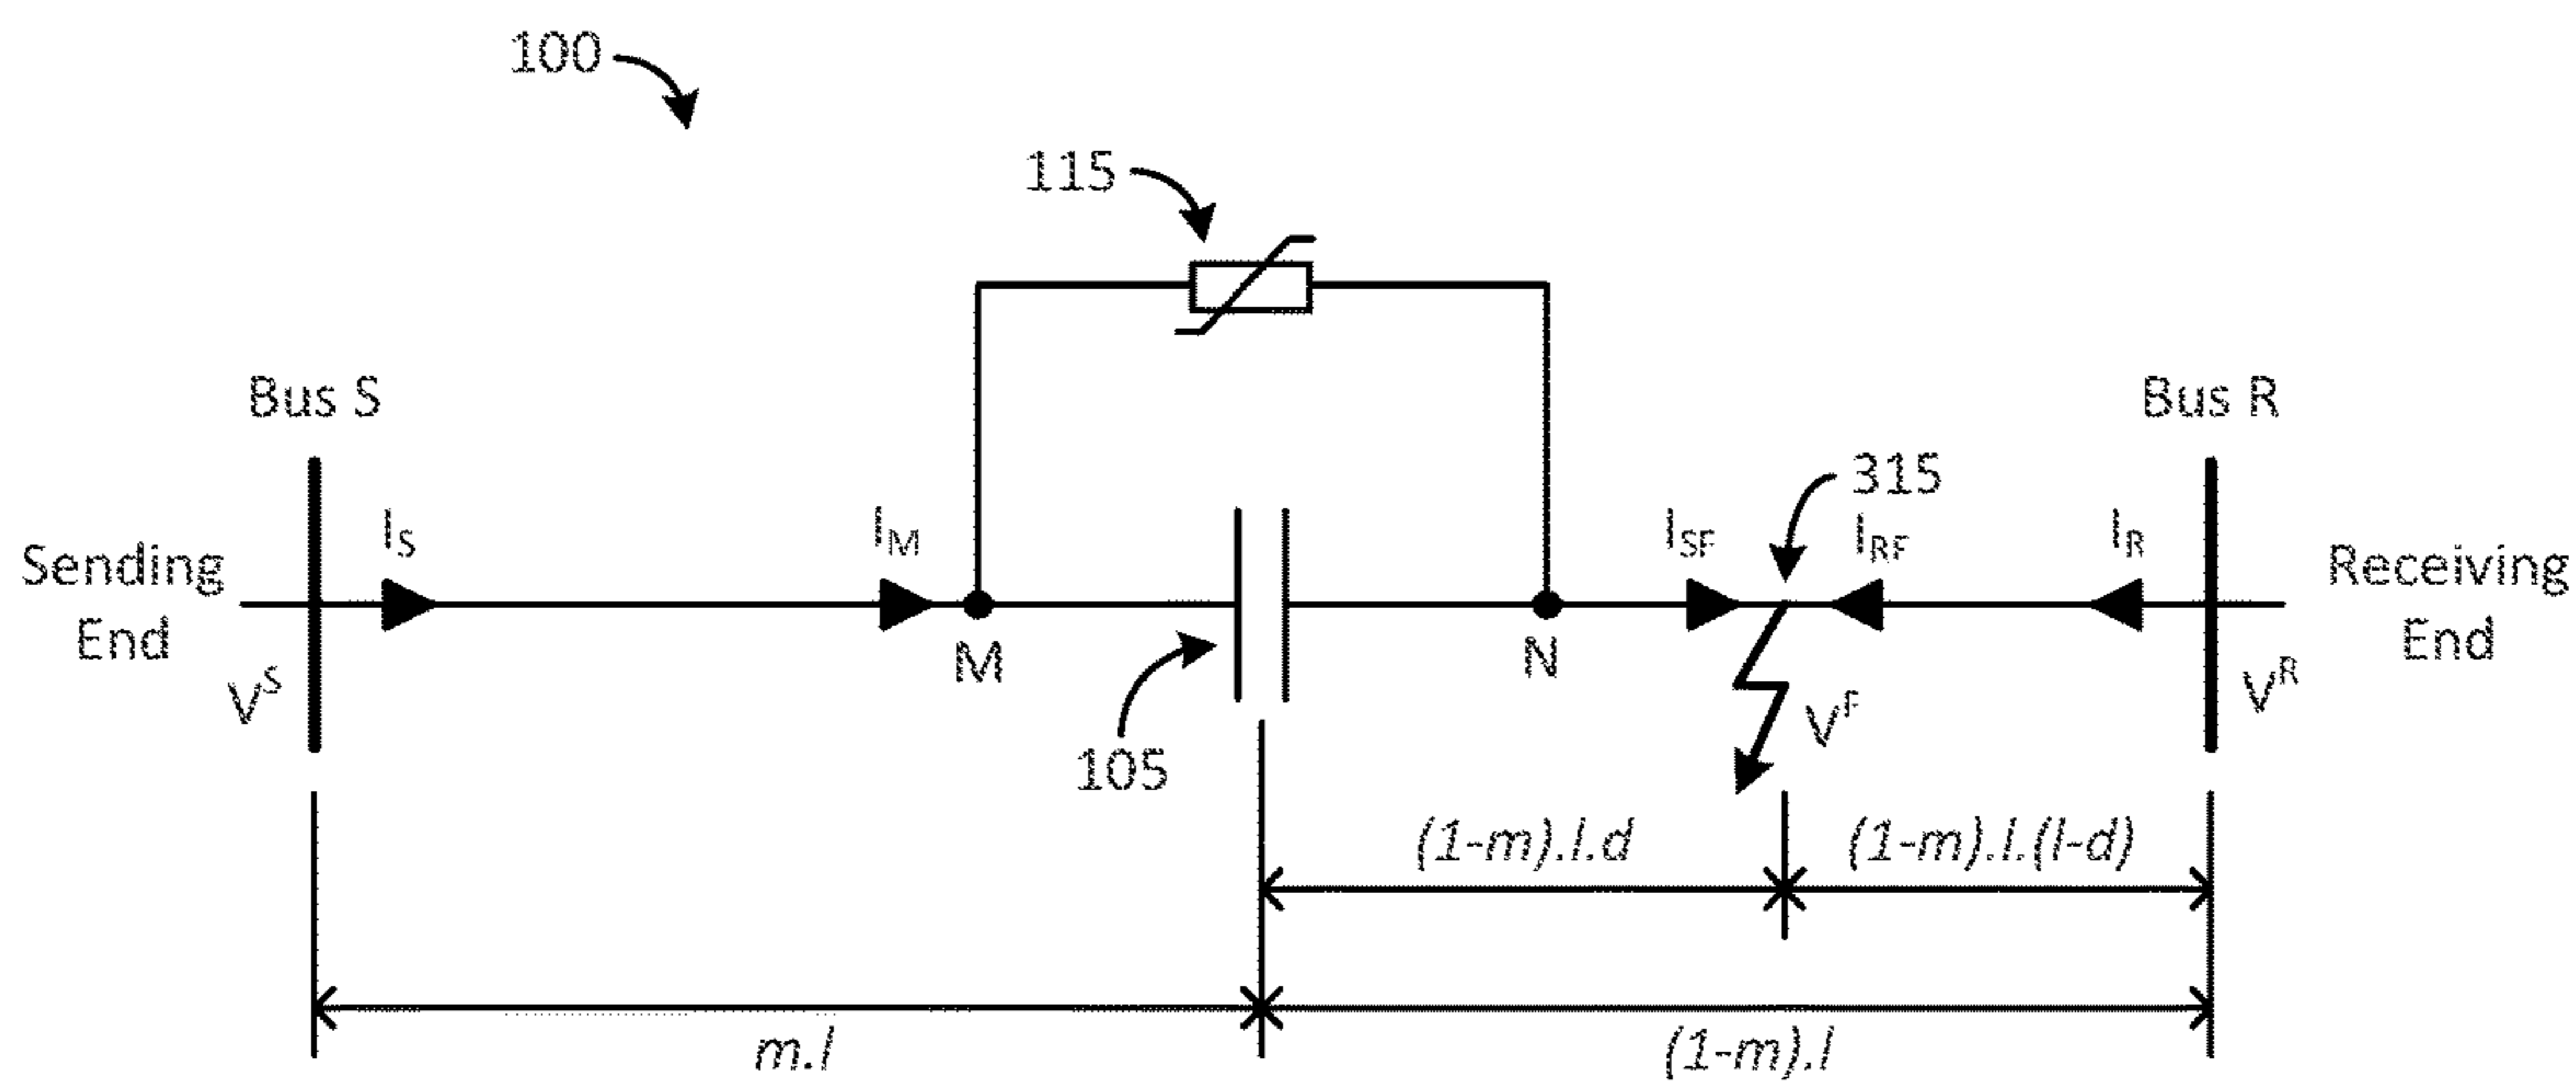 100
115
Bus S
Bus R
315
I_S
I_M
I_SF
I_RF
I_R
Sending
End
Receiving
End
M
N
V^S
V^F
V^R
105
(1-m).l.d
(1-m).l.(l-d)
m.l
(1-m).l